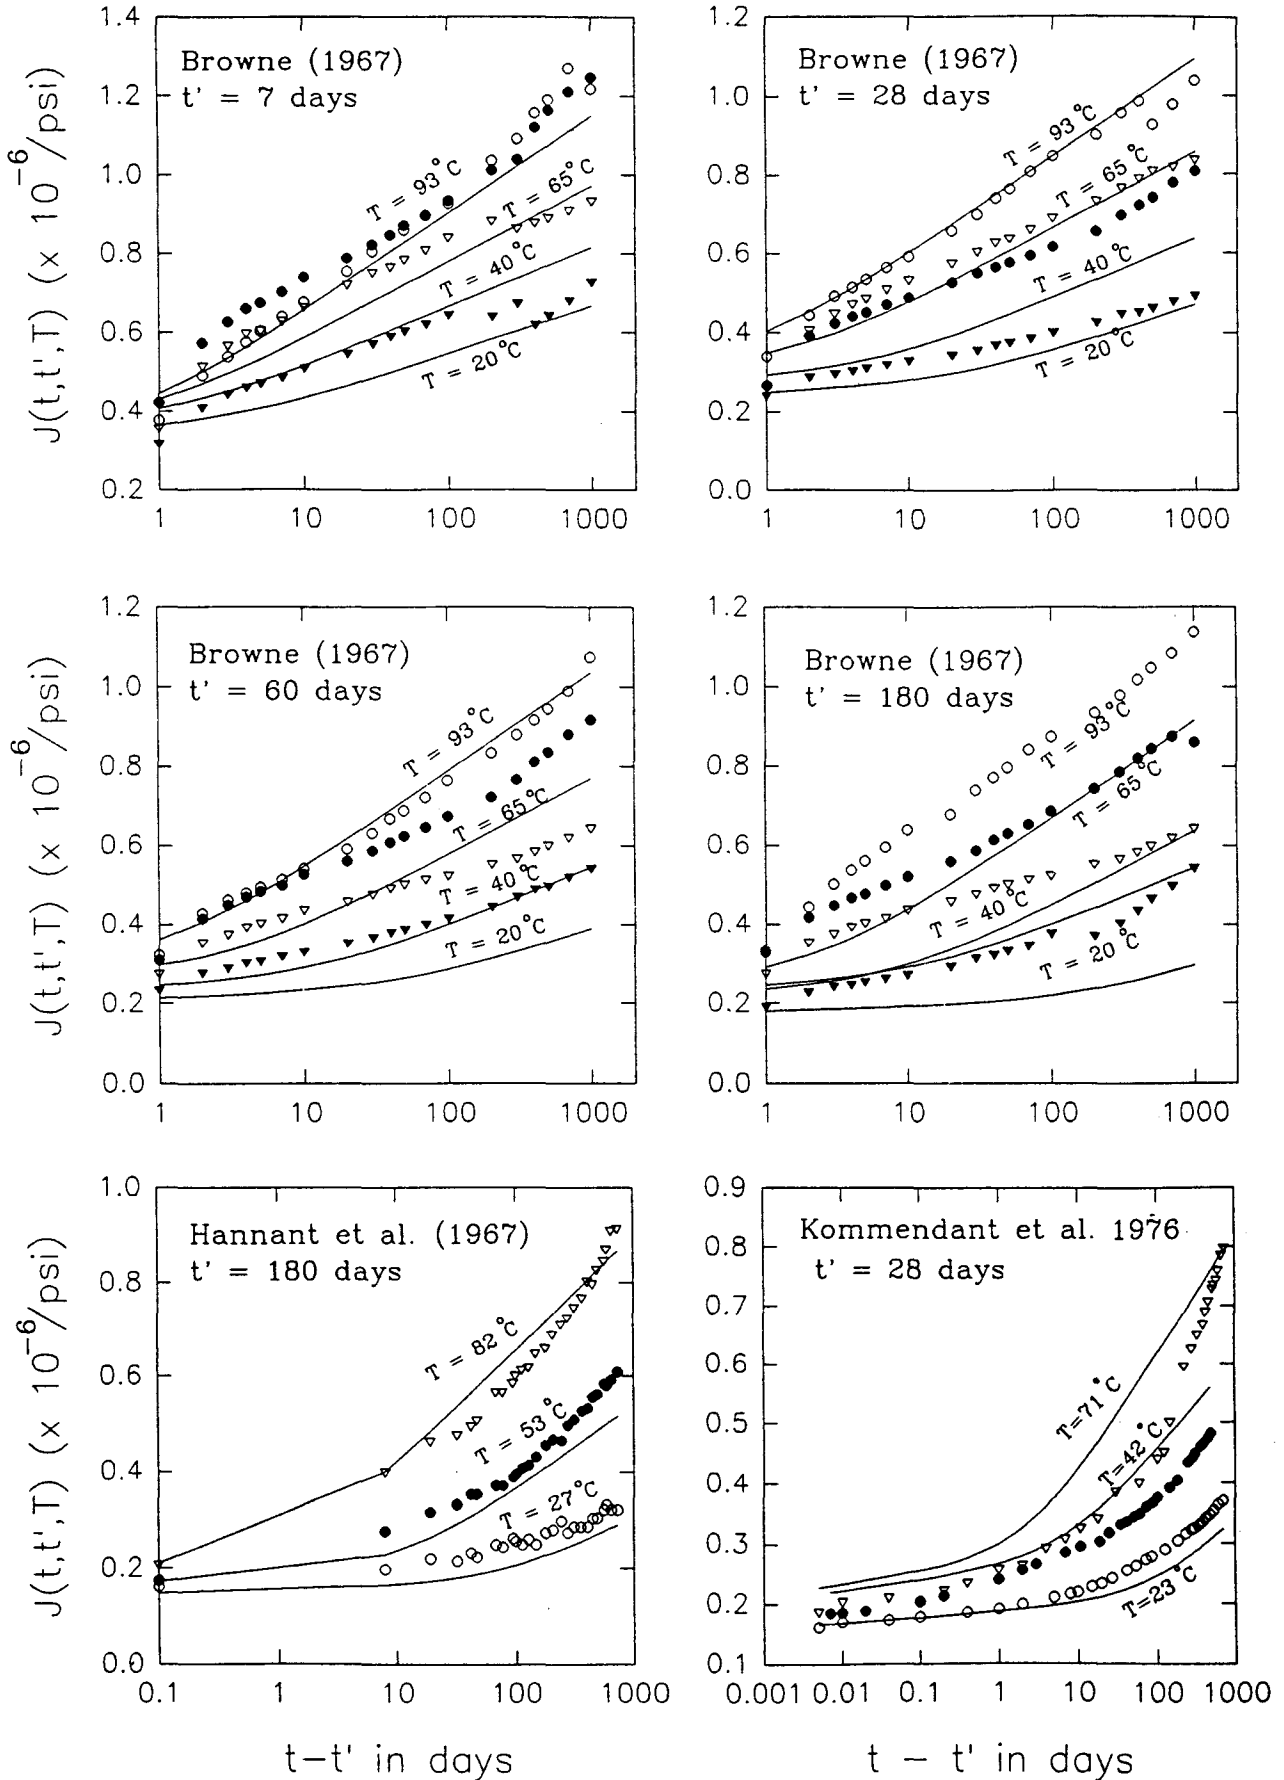 J(t,t',T) (x 10⁻⁶/psi)
1.4
1.2
1.0
0.8
0.6
0.4
0.2
Browne (1967)
t' = 7 days
T = 93°C
T = 65°C
T = 40°C
T = 20°C
1 10 100 1000
1.2
1.0
0.8
0.6
0.4
0.2
0.0
Browne (1967)
t' = 28 days
T = 93°C
T = 65°C
T = 40°C
T = 20°C
1 10 100 1000
J(t,t',T) (x 10⁻⁶/psi)
1.2
1.0
0.8
0.6
0.4
0.2
0.0
Browne (1967)
t' = 60 days
T = 93°C
T = 65°C
T = 40°C
T = 20°C
1 10 100 1000
1.2
1.0
0.8
0.6
0.4
0.2
0.0
Browne (1967)
t' = 180 days
T = 93°C
T = 65°C
T = 40°C
T = 20°C
1 10 100 1000
J(t,t',T) (x 10⁻⁶/psi)
1.0
0.8
0.6
0.4
0.2
0.0
Hannant et al. (1967)
t' = 180 days
T = 82°C
T = 53°C
T = 27°C
0.1 1 10 100 1000
t-t' in days
0.9
0.8
0.7
0.6
0.5
0.4
0.3
0.2
0.1
Kommendant et al. 1976
t' = 28 days
T=71°C
T=42°C
T=23°C
0.001 0.01 0.1 1 10 100 1000
t - t' in days